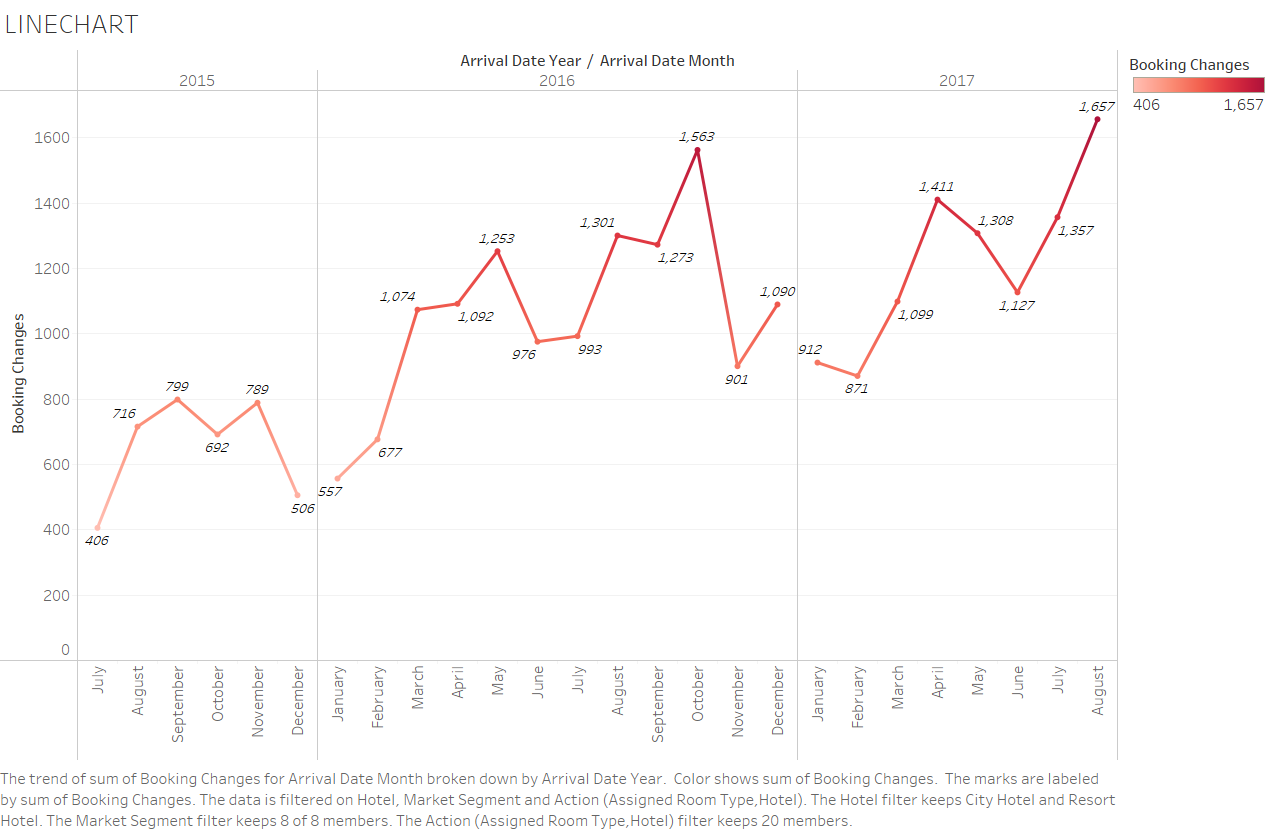 LINECHART
Arrival Date Year / Arrival Date Month
2015
2016
2017
Booking Changes
406
1,657
Booking Changes
1600
1400
1200
1000
800
600
400
200
0
406
716
799
692
789
506
557
677
1,074
1,092
1,253
976
993
1,301
1,273
1,563
901
1,090
912
871
1,099
1,411
1,308
1,127
1,357
1,657
July
August
September
October
November
December
January
February
March
April
May
June
July
August
September
October
November
December
January
February
March
April
May
June
July
August
The trend of sum of Booking Changes for Arrival Date Month broken down by Arrival Date Year.  Color shows sum of Booking Changes.  The marks are labeled
by sum of Booking Changes. The data is filtered on Hotel, Market Segment and Action (Assigned Room Type,Hotel). The Hotel filter keeps City Hotel and Resort
Hotel. The Market Segment filter keeps 8 of 8 members. The Action (Assigned Room Type,Hotel) filter keeps 20 members.